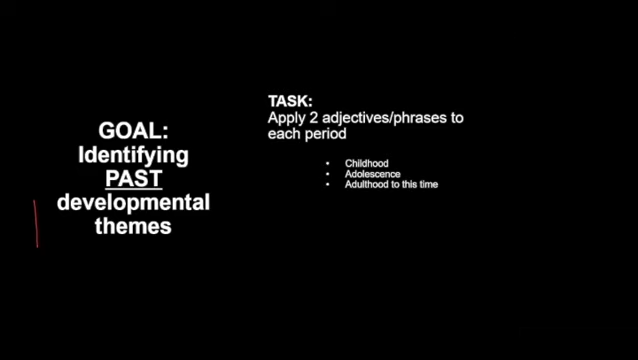 GOAL:
Identifying
PAST
developmental
themes
TASK:
Apply 2 adjectives/phrases to
each period
• Childhood
• Adolescence
• Adulthood to this time